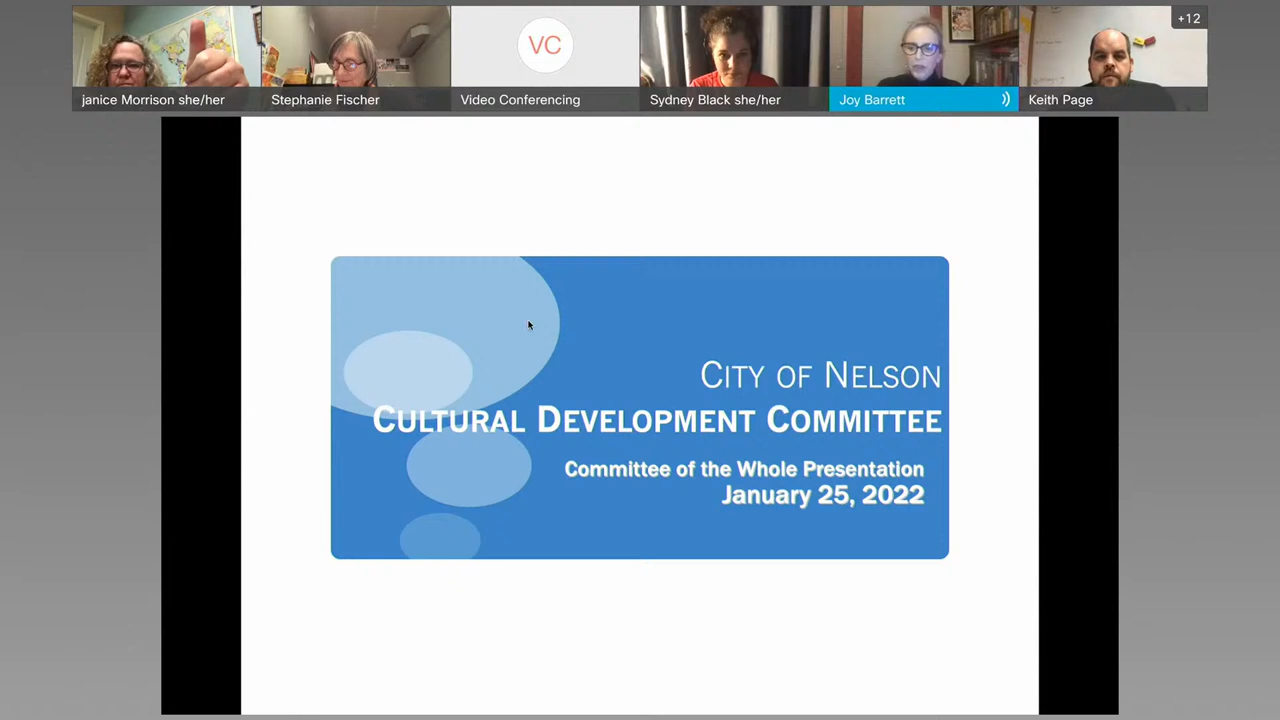 +12
janice Morrison she/her
Stephanie Fischer
VC
Video Conferencing
Sydney Black she/her
Joy Barrett
Keith Page
CITY OF NELSON
CULTURAL DEVELOPMENT COMMITTEE
Committee of the Whole Presentation
January 25, 2022